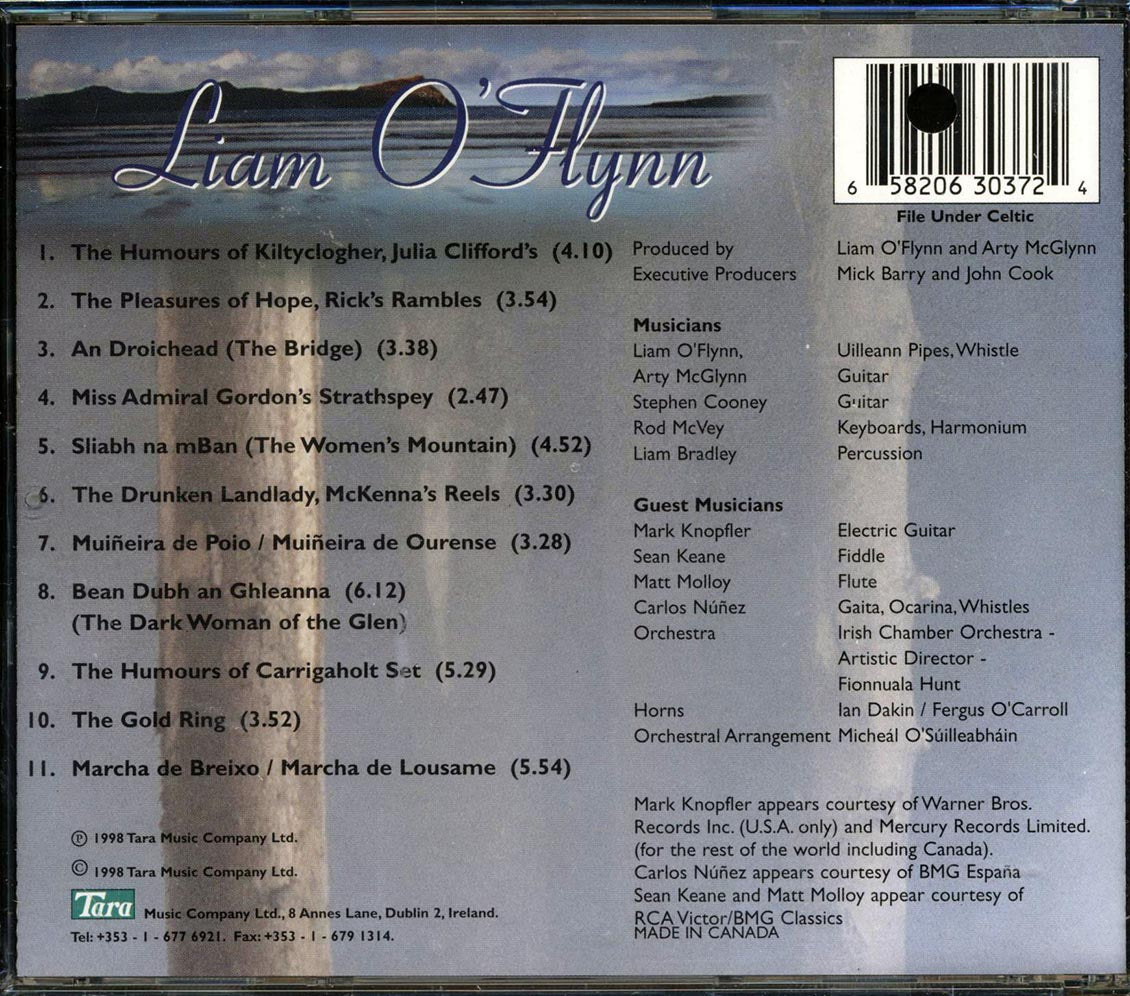 Liam O'Flynn
6 58206 30372 4
File Under Celtic
1. The Humours of Kiltyclogher, Julia Clifford's (4.10)
2. The Pleasures of Hope, Rick's Rambles (3.54)
3. An Droichead (The Bridge) (3.38)
4. Miss Admiral Gordon's Strathspey (2.47)
5. Sliabh na mBan (The Women's Mountain) (4.52)
6. The Drunken Landlady, McKenna's Reels (3.30)
7. Muiñeira de Poio / Muiñeira de Ourense (3.28)
8. Bean Dubh an Ghleanna (6.12)
(The Dark Woman of the Glen)
9. The Humours of Carrigaholt Set (5.29)
10. The Gold Ring (3.52)
11. Marcha de Breixo / Marcha de Lousame (5.54)
℗ 1998 Tara Music Company Ltd.
© 1998 Tara Music Company Ltd.
Tara Music Company Ltd., 8 Annes Lane, Dublin 2, Ireland.
Tel: +353 - 1 - 677 6921. Fax: +353 - 1 - 679 1314.
Produced by Liam O'Flynn and Arty McGlynn
Executive Producers Mick Barry and John Cook
Musicians
Liam O'Flynn, Uilleann Pipes, Whistle
Arty McGlynn Guitar
Stephen Cooney Guitar
Rod McVey Keyboards, Harmonium
Liam Bradley Percussion
Guest Musicians
Mark Knopfler Electric Guitar
Sean Keane Fiddle
Matt Molloy Flute
Carlos Núñez Gaita, Ocarina, Whistles
Orchestra Irish Chamber Orchestra -
Artistic Director -
Fionnuala Hunt
Horns Ian Dakin / Fergus O'Carroll
Orchestral Arrangement Micheál O'Súilleabháin
Mark Knopfler appears courtesy of Warner Bros.
Records Inc. (U.S.A. only) and Mercury Records Limited.
(for the rest of the world including Canada).
Carlos Núñez appears courtesy of BMG España
Sean Keane and Matt Molloy appear courtesy of
RCA Victor/BMG Classics
MADE IN CANADA